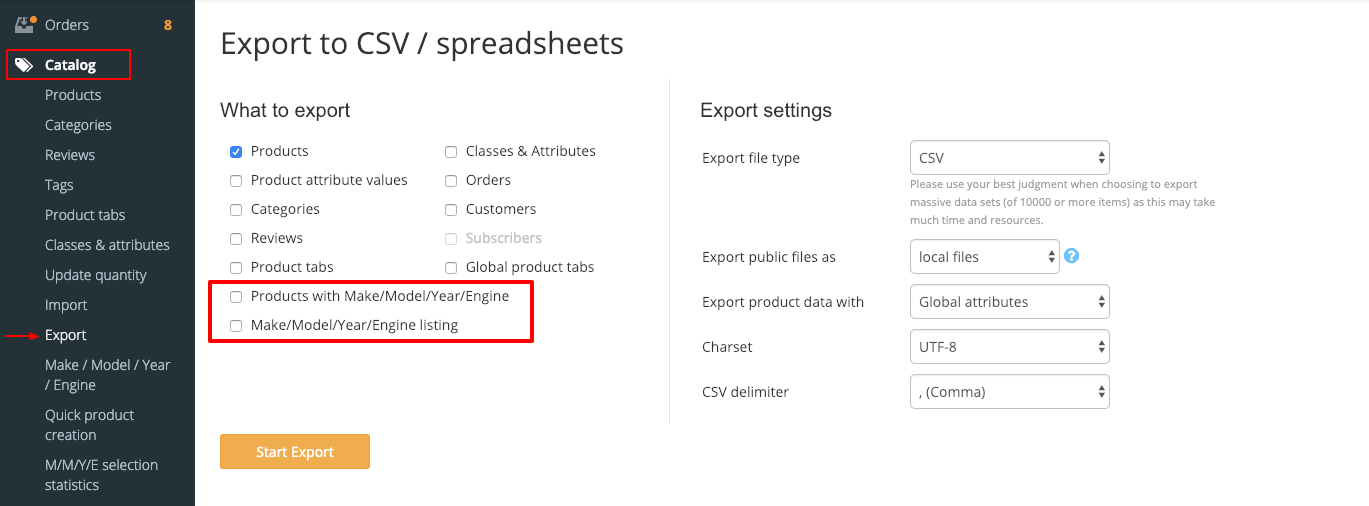 Orders 8
Catalog
Products
Categories
Reviews
Tags
Product tabs
Classes & attributes
Update quantity
Import
Export
Make / Model / Year
/ Engine
Quick product
creation
M/M/Y/E selection
statistics
Export to CSV / spreadsheets
What to export
Products
Classes & Attributes
Product attribute values
Orders
Categories
Customers
Reviews
Subscribers
Product tabs
Global product tabs
Products with Make/Model/Year/Engine
Make/Model/Year/Engine listing
Start Export
Export settings
Export file type
CSV
Please use your best judgment when choosing to export
massive data sets (of 10000 or more items) as this may take
much time and resources.
Export public files as
local files
?
Export product data with
Global attributes
Charset
UTF-8
CSV delimiter
, (Comma)